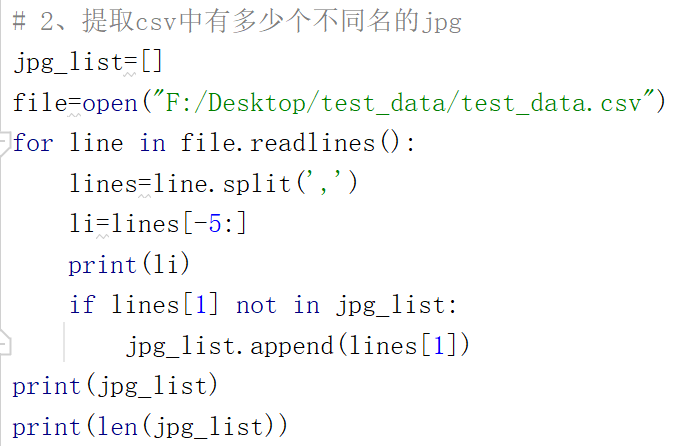 # 2、提取csv中有多少个不同名的jpg
jpg_list=[]
file=open("F:/Desktop/test_data/test_data.csv")
for line in file.readlines():
    lines=line.split(',')
    li=lines[-5:]
    print(li)
    if lines[1] not in jpg_list:
        jpg_list.append(lines[1])
print(jpg_list)
print(len(jpg_list))